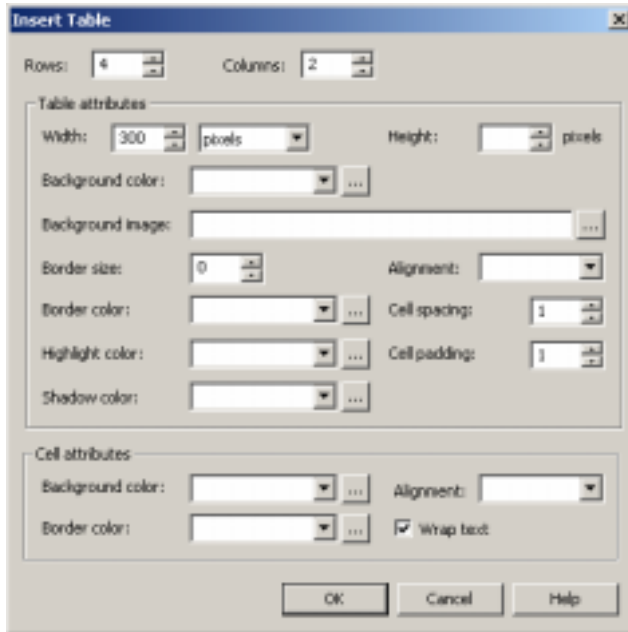 Insert Table
Rows: 4 Columns: 2
Table attributes
Width: 300 pixels Height: pixels
Background color: ...
Background image: ...
Border size: 0 Alignment:
Border color: ... Cell spacing: 1
Highlight color: ... Cell padding: 1
Shadow color: ...
Cell attributes
Background color: ... Alignment:
Border color: ... Wrap text
OK Cancel Help